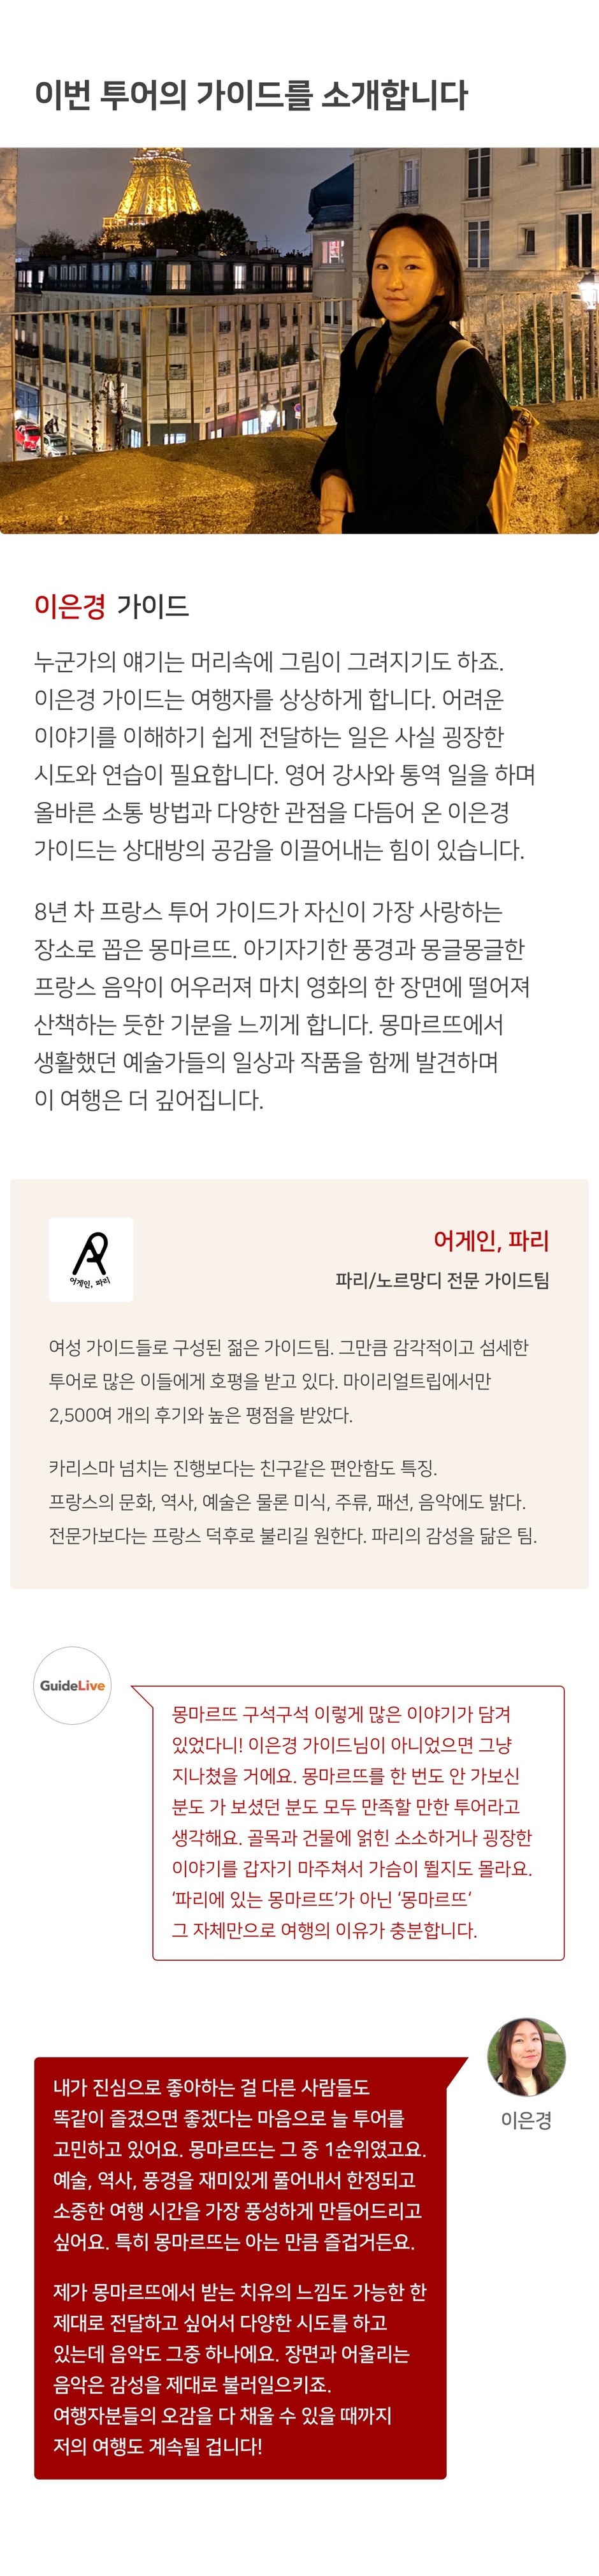 이번 투어의 가이드를 소개합니다
이은경 가이드
누군가의 얘기는 머리속에 그림이 그려지기도 하죠.
이은경 가이드는 여행자를 상상하게 합니다. 어려운
이야기를 이해하기 쉽게 전달하는 일은 사실 굉장한
시도와 연습이 필요합니다. 영어 강사와 통역 일을 하며
올바른 소통 방법과 다양한 관점을 다듬어 온 이은경
가이드는 상대방의 공감을 이끌어내는 힘이 있습니다.
8년 차 프랑스 투어 가이드가 자신이 가장 사랑하는
장소로 꼽은 몽마르뜨. 아기자기한 풍경과 몽글몽글한
프랑스 음악이 어우러져 마치 영화의 한 장면에 떨어져
산책하는 듯한 기분을 느끼게 합니다. 몽마르뜨에서
생활했던 예술가들의 일상과 작품을 함께 발견하며
이 여행은 더 깊어집니다.
어게인, 파리
어게인, 파리
파리/노르망디 전문 가이드팀
여성 가이드들로 구성된 젊은 가이드팀. 그만큼 감각적이고 섬세한
투어로 많은 이들에게 호평을 받고 있다. 마이리얼트립에서만
2,500여 개의 후기와 높은 평점을 받았다.
카리스마 넘치는 진행보다는 친구같은 편안함도 특징.
프랑스의 문화, 역사, 예술은 물론 미식, 주류, 패션, 음악에도 밝다.
전문가보다는 프랑스 덕후로 불리길 원한다. 파리의 감성을 닮은 팀.
GuideLive
몽마르뜨 구석구석 이렇게 많은 이야기가 담겨
있었다니! 이은경 가이드님이 아니었으면 그냥
지나쳤을 거에요. 몽마르뜨를 한 번도 안 가보신
분도 가 보셨던 분도 모두 만족할 만한 투어라고
생각해요. 골목과 건물에 얽힌 소소하거나 굉장한
이야기를 갑자기 마주쳐서 가슴이 뛸지도 몰라요.
‘파리에 있는 몽마르뜨’가 아닌 ‘몽마르뜨‘
그 자체만으로 여행의 이유가 충분합니다.
이은경
내가 진심으로 좋아하는 걸 다른 사람들도
똑같이 즐겼으면 좋겠다는 마음으로 늘 투어를
고민하고 있어요. 몽마르뜨는 그 중 1순위였고요.
예술, 역사, 풍경을 재미있게 풀어내서 한정되고
소중한 여행 시간을 가장 풍성하게 만들어드리고
싶어요. 특히 몽마르뜨는 아는 만큼 즐겁거든요.
제가 몽마르뜨에서 받는 치유의 느낌도 가능한 한
제대로 전달하고 싶어서 다양한 시도를 하고
있는데 음악도 그중 하나에요. 장면과 어울리는
음악은 감성을 제대로 불러일으키죠.
여행자분들의 오감을 다 채울 수 있을 때까지
저의 여행도 계속될 겁니다!